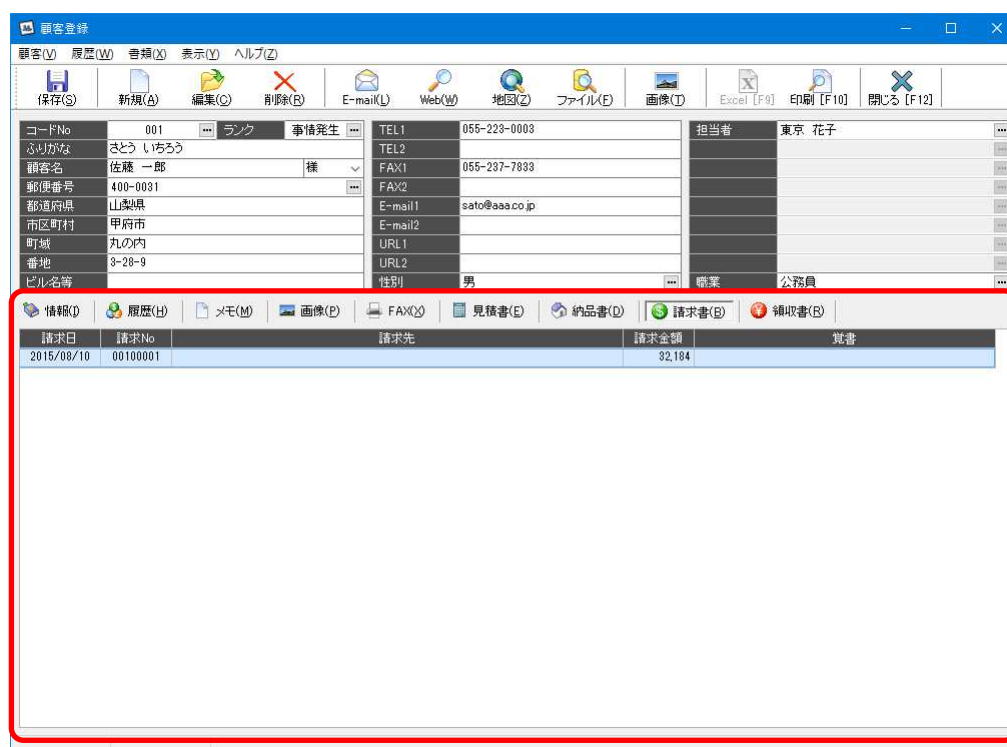 顧客登録
顧客(V) 履歴(W) 書類(X) 表示(Y) ヘルプ(Z)
保存(S) 新規(A) 編集(C) 削除(R) E-mail(L) Web(W) 地図(Z) ファイル(F) 画像(T) Excel [F9] 印刷 [F10] 閉じる [F12]
コードNo 001 ランク 事情発生 TEL1 055-223-0003 担当者 東京 花子
ふりがな さとう いちろう TEL2
顧客名 佐藤 一郎 様 FAX1 055-237-7833
郵便番号 400-0031 FAX2
都道府県 山梨県 E-mail1 sato@aaa.co.jp
市区町村 甲府市 E-mail2
町域 丸の内 URL1
番地 3-28-9 URL2
ビル名等 性別 男 職業 公務員
情報(I) 履歴(H) メモ(M) 画像(P) FAX(X) 見積書(E) 納品書(D) 請求書(B) 領収書(R)
請求日 請求No 請求先 請求金額 覚書
2015/08/10 00100001 32,184